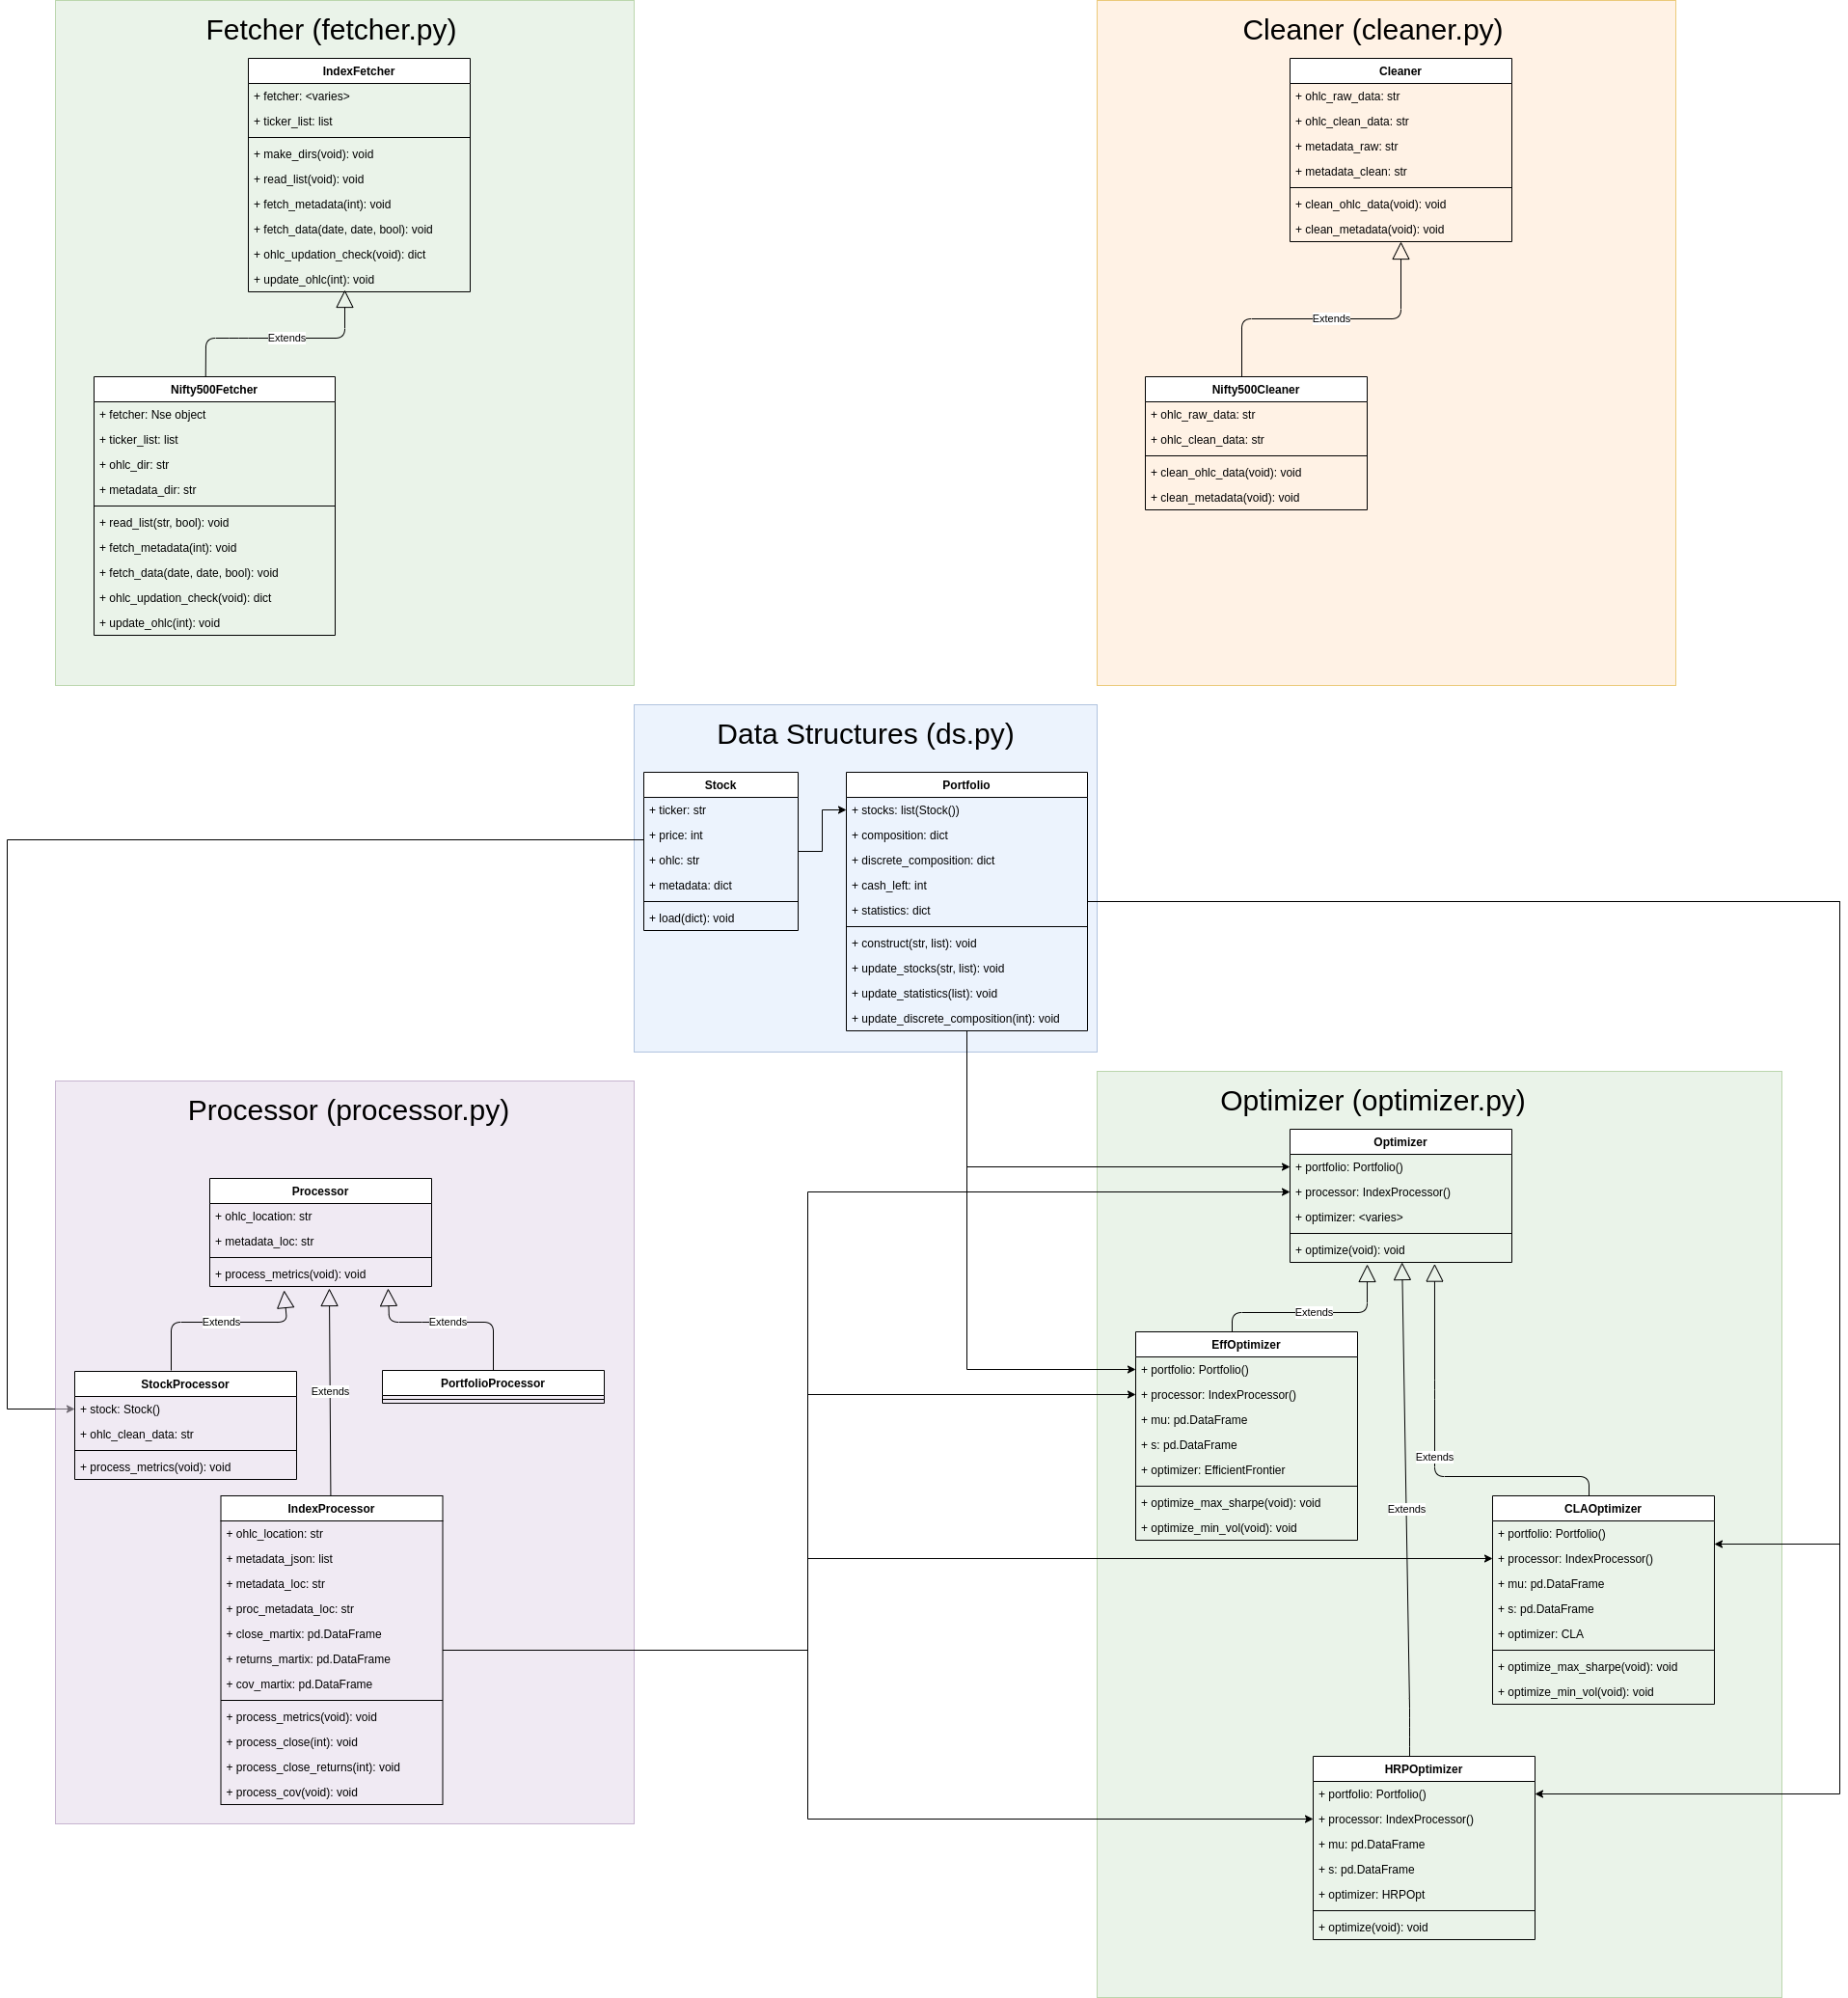 Fetcher (fetcher.py)
IndexFetcher
+ fetcher: <varies>
+ ticker_list: list
+ make_dirs(void): void
+ read_list(void): void
+ fetch_metadata(int): void
+ fetch_data(date, date, bool): void
+ ohlc_updation_check(void): dict
+ update_ohlc(int): void
Extends
Nifty500Fetcher
+ fetcher: Nse object
+ ticker_list: list
+ ohlc_dir: str
+ metadata_dir: str
+ read_list(str, bool): void
+ fetch_metadata(int): void
+ fetch_data(date, date, bool): void
+ ohlc_updation_check(void): dict
+ update_ohlc(int): void
Cleaner (cleaner.py)
Cleaner
+ ohlc_raw_data: str
+ ohlc_clean_data: str
+ metadata_raw: str
+ metadata_clean: str
+ clean_ohlc_data(void): void
+ clean_metadata(void): void
Extends
Nifty500Cleaner
+ ohlc_raw_data: str
+ ohlc_clean_data: str
+ clean_ohlc_data(void): void
+ clean_metadata(void): void
Data Structures (ds.py)
Stock
+ ticker: str
+ price: int
+ ohlc: str
+ metadata: dict
+ load(dict): void
Portfolio
+ stocks: list(Stock())
+ composition: dict
+ discrete_composition: dict
+ cash_left: int
+ statistics: dict
+ construct(str, list): void
+ update_stocks(str, list): void
+ update_statistics(list): void
+ update_discrete_composition(int): void
Processor (processor.py)
Processor
+ ohlc_location: str
+ metadata_loc: str
+ process_metrics(void): void
Extends
Extends
Extends
StockProcessor
+ stock: Stock()
+ ohlc_clean_data: str
+ process_metrics(void): void
PortfolioProcessor
IndexProcessor
+ ohlc_location: str
+ metadata_json: list
+ metadata_loc: str
+ proc_metadata_loc: str
+ close_martix: pd.DataFrame
+ returns_martix: pd.DataFrame
+ cov_martix: pd.DataFrame
+ process_metrics(void): void
+ process_close(int): void
+ process_close_returns(int): void
+ process_cov(void): void
Optimizer (optimizer.py)
Optimizer
+ portfolio: Portfolio()
+ processor: IndexProcessor()
+ optimizer: <varies>
+ optimize(void): void
Extends
EffOptimizer
+ portfolio: Portfolio()
+ processor: IndexProcessor()
+ mu: pd.DataFrame
+ s: pd.DataFrame
+ optimizer: EfficientFrontier
+ optimize_max_sharpe(void): void
+ optimize_min_vol(void): void
Extends
Extends
CLAOptimizer
+ portfolio: Portfolio()
+ processor: IndexProcessor()
+ mu: pd.DataFrame
+ s: pd.DataFrame
+ optimizer: CLA
+ optimize_max_sharpe(void): void
+ optimize_min_vol(void): void
HRPOptimizer
+ portfolio: Portfolio()
+ processor: IndexProcessor()
+ mu: pd.DataFrame
+ s: pd.DataFrame
+ optimizer: HRPOpt
+ optimize(void): void